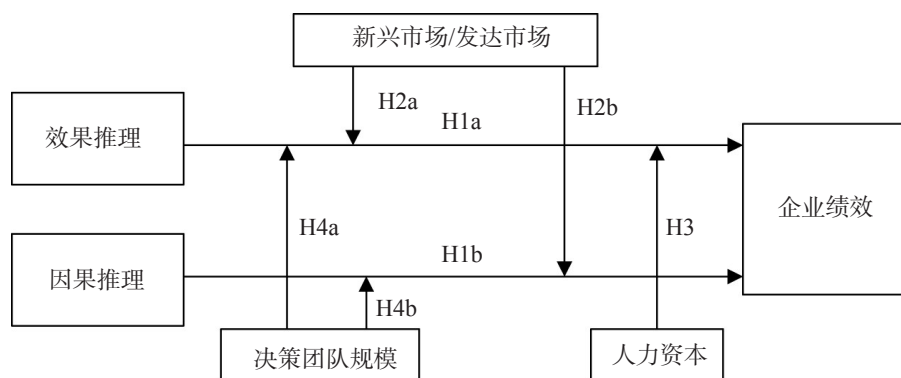 新兴市场/发达市场
H2a
H2b
H1a
效果推理
企业绩效
H4a
H3
H1b
因果推理
H4b
决策团队规模
人力资本